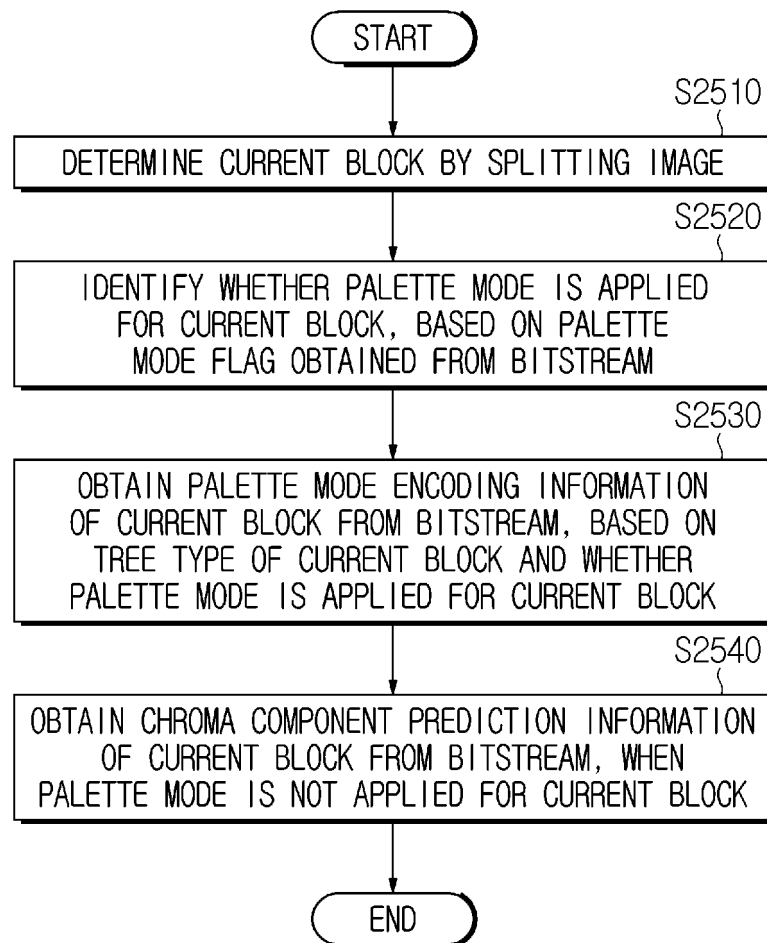 START
S2510
DETERMINE CURRENT BLOCK BY SPLITTING IMAGE
S2520
IDENTIFY WHETHER PALETTE MODE IS APPLIED
FOR CURRENT BLOCK, BASED ON PALETTE
MODE FLAG OBTAINED FROM BITSTREAM
S2530
OBTAIN PALETTE MODE ENCODING INFORMATION
OF CURRENT BLOCK FROM BITSTREAM, BASED ON
TREE TYPE OF CURRENT BLOCK AND WHETHER
PALETTE MODE IS APPLIED FOR CURRENT BLOCK
S2540
OBTAIN CHROMA COMPONENT PREDICTION INFORMATION
OF CURRENT BLOCK FROM BITSTREAM, WHEN
PALETTE MODE IS NOT APPLIED FOR CURRENT BLOCK
END